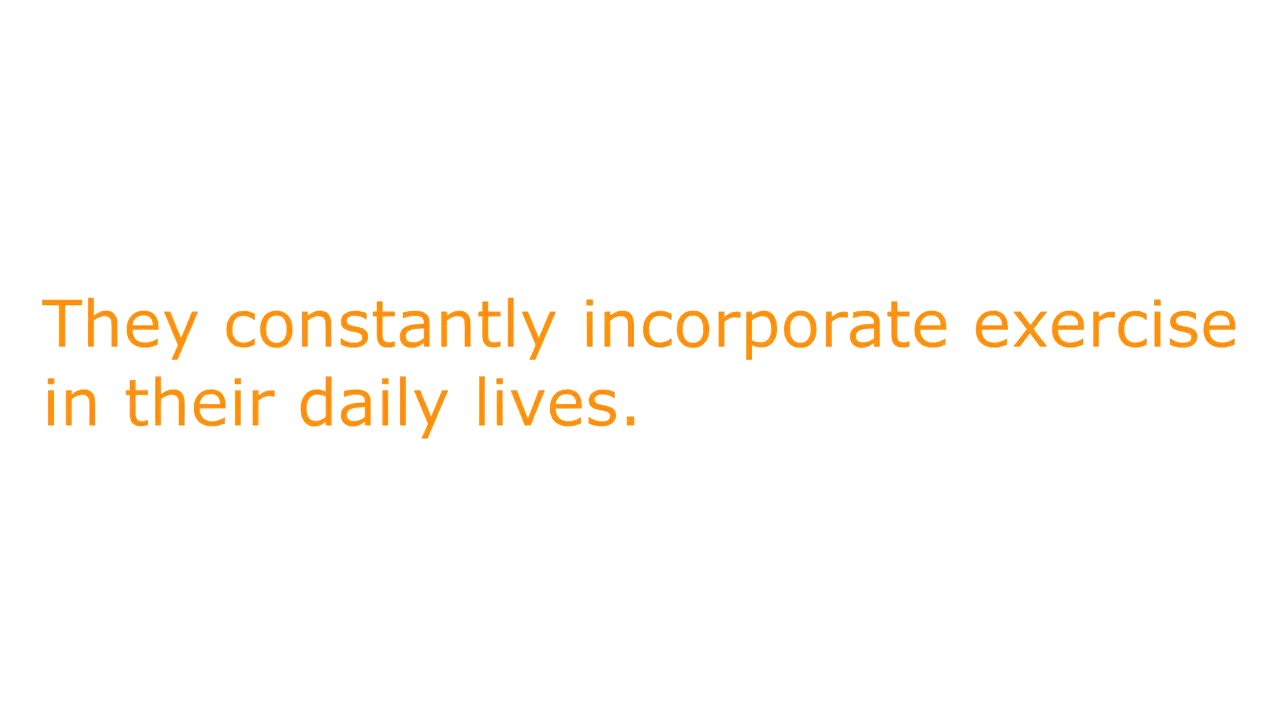 They constantly incorporate exercise
in their daily lives.